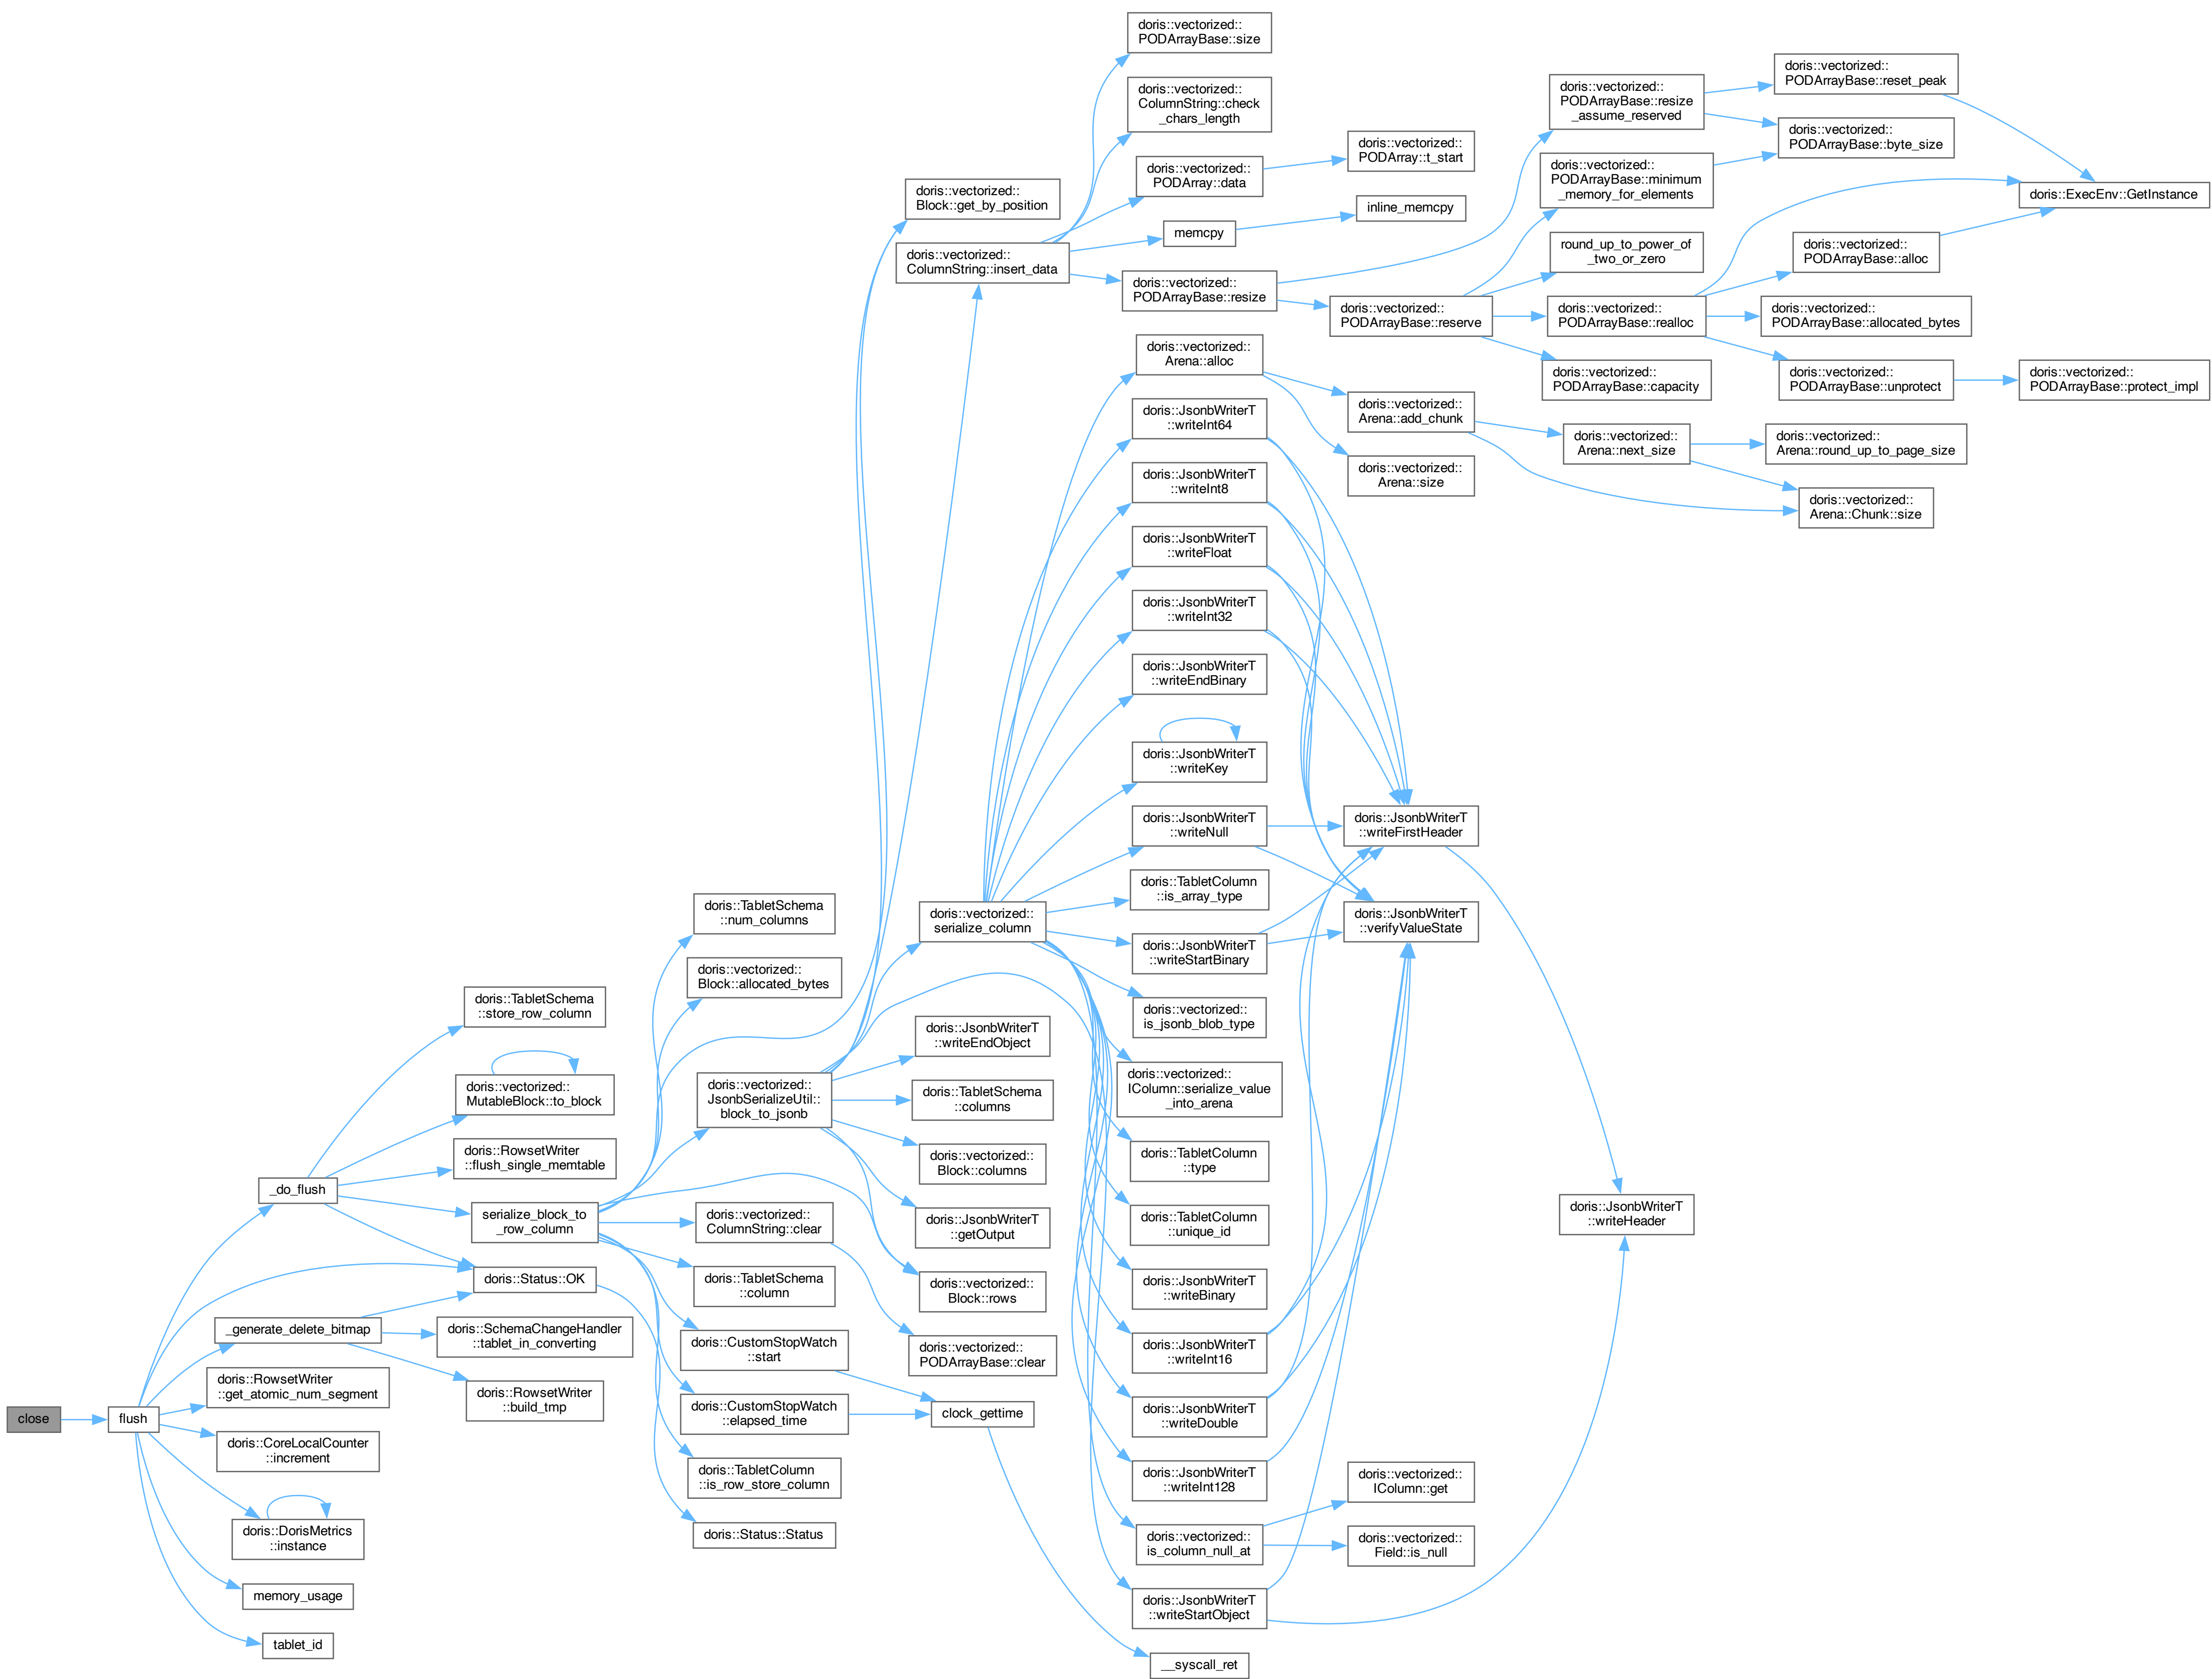 close
flush
_do_flush
doris::TabletSchema
::store_row_column
doris::vectorized::
MutableBlock::to_block
doris::RowsetWriter
::flush_single_memtable
serialize_block_to
_row_column
doris::Status::OK
_generate_delete_bitmap
doris::SchemaChangeHandler
::tablet_in_converting
doris::RowsetWriter
::build_tmp
doris::RowsetWriter
::get_atomic_num_segment
doris::CoreLocalCounter
::increment
doris::DorisMetrics
::instance
memory_usage
tablet_id
doris::TabletSchema
::num_columns
doris::vectorized::
Block::allocated_bytes
doris::vectorized::
JsonbSerializeUtil::
block_to_jsonb
doris::vectorized::
ColumnString::clear
doris::TabletSchema
::column
doris::CustomStopWatch
::start
doris::CustomStopWatch
::elapsed_time
doris::TabletColumn
::is_row_store_column
doris::Status::Status
doris::vectorized::
Block::get_by_position
doris::vectorized::
ColumnString::insert_data
doris::vectorized::
serialize_column
doris::JsonbWriterT
::writeEndObject
doris::TabletSchema
::columns
doris::vectorized::
Block::columns
doris::JsonbWriterT
::getOutput
doris::vectorized::
Block::rows
doris::vectorized::
PODArrayBase::clear
clock_gettime
doris::vectorized::
PODArrayBase::size
doris::vectorized::
ColumnString::check
_chars_length
doris::vectorized::
PODArray::data
memcpy
doris::vectorized::
PODArrayBase::resize
doris::vectorized::
Arena::alloc
doris::JsonbWriterT
::writeInt64
doris::JsonbWriterT
::writeInt8
doris::JsonbWriterT
::writeFloat
doris::JsonbWriterT
::writeInt32
doris::JsonbWriterT
::writeEndBinary
doris::JsonbWriterT
::writeKey
doris::JsonbWriterT
::writeNull
doris::TabletColumn
::is_array_type
doris::JsonbWriterT
::writeStartBinary
doris::vectorized::
is_jsonb_blob_type
doris::vectorized::
IColumn::serialize_value
_into_arena
doris::TabletColumn
::type
doris::TabletColumn
::unique_id
doris::JsonbWriterT
::writeBinary
doris::JsonbWriterT
::writeInt16
doris::JsonbWriterT
::writeDouble
doris::JsonbWriterT
::writeInt128
doris::vectorized::
is_column_null_at
doris::JsonbWriterT
::writeStartObject
__syscall_ret
doris::vectorized::
PODArray::t_start
inline_memcpy
doris::vectorized::
PODArrayBase::reserve
doris::vectorized::
Arena::add_chunk
doris::vectorized::
Arena::size
doris::JsonbWriterT
::writeFirstHeader
doris::JsonbWriterT
::verifyValueState
doris::vectorized::
IColumn::get
doris::vectorized::
Field::is_null
doris::vectorized::
PODArrayBase::resize
_assume_reserved
doris::vectorized::
PODArrayBase::minimum
_memory_for_elements
round_up_to_power_of
_two_or_zero
doris::vectorized::
PODArrayBase::realloc
doris::vectorized::
PODArrayBase::capacity
doris::vectorized::
Arena::next_size
doris::JsonbWriterT
::writeHeader
doris::vectorized::
PODArrayBase::reset_peak
doris::vectorized::
PODArrayBase::byte_size
doris::vectorized::
PODArrayBase::alloc
doris::vectorized::
PODArrayBase::allocated_bytes
doris::vectorized::
PODArrayBase::unprotect
doris::vectorized::
Arena::round_up_to_page_size
doris::vectorized::
Arena::Chunk::size
doris::ExecEnv::GetInstance
doris::vectorized::
PODArrayBase::protect_impl